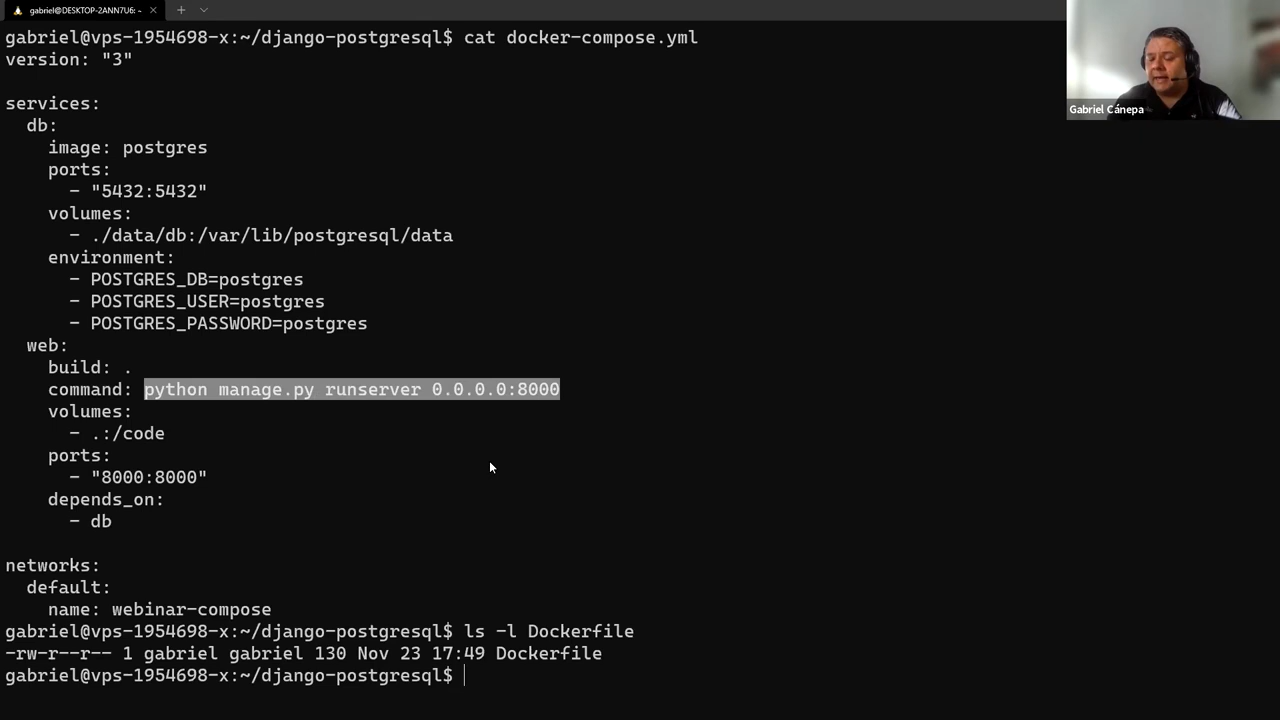 gabriel@DESKTOP-2ANN7U6: ~
gabriel@vps-1954698-x:~/django-postgresql$ cat docker-compose.yml
version: "3"
services:
  db:
    image: postgres
    ports:
      - "5432:5432"
    volumes:
      - ./data/db:/var/lib/postgresql/data
    environment:
      - POSTGRES_DB=postgres
      - POSTGRES_USER=postgres
      - POSTGRES_PASSWORD=postgres
  web:
    build: .
    command: python manage.py runserver 0.0.0.0:8000
    volumes:
      - .:/code
    ports:
      - "8000:8000"
    depends_on:
      - db
networks:
  default:
    name: webinar-compose
gabriel@vps-1954698-x:~/django-postgresql$ ls -l Dockerfile
-rw-r--r-- 1 gabriel gabriel 130 Nov 23 17:49 Dockerfile
gabriel@vps-1954698-x:~/django-postgresql$
Gabriel Cánepa